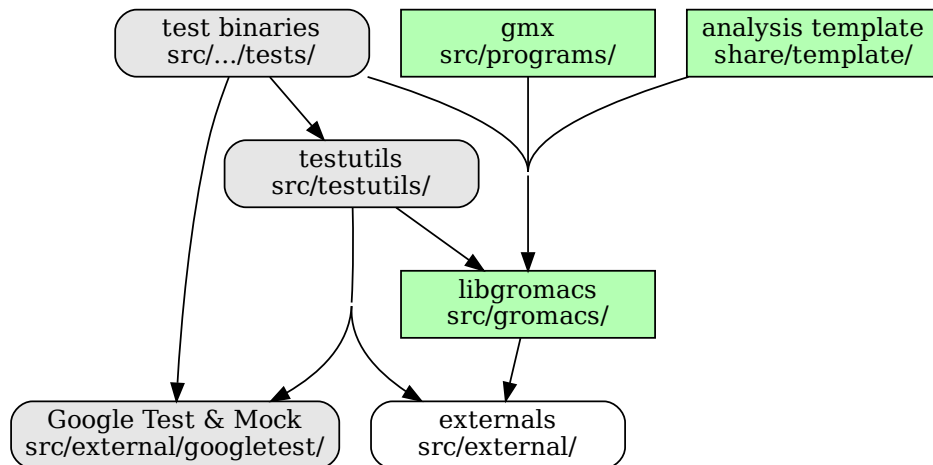 test binaries
src/.../tests/
gmx
src/programs/
analysis template
share/template/
testutils
src/testutils/
libgromacs
src/gromacs/
Google Test & Mock
src/external/googletest/
externals
src/external/